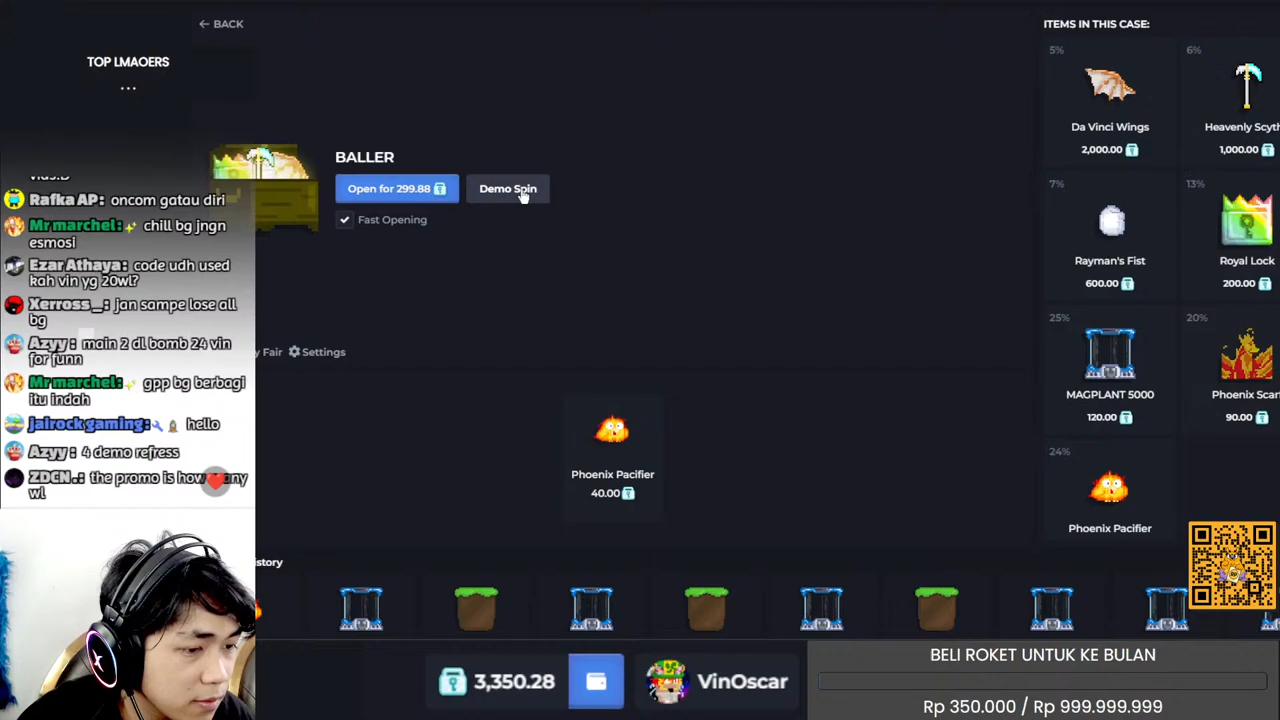 BACK
TOP LMAOERS
...
BALLER
Open for 299.88
Demo Spin
Fast Opening
y Fair
Settings
Phoenix Pacifier
40.00
istory
ITEMS IN THIS CASE:
5%
Da Vinci Wings
2,000.00
6%
Heavenly Scyth
1,000.00
7%
Rayman's Fist
600.00
13%
Royal Lock
200.00
25%
MAGPLANT 5000
120.00
20%
Phoenix Scar
90.00
24%
Phoenix Pacifier
Rafka AP: oncom gatau diri
Mr marchel: chill bg jngn
esmosi
Ezar Athaya: code udh used
kah vin yg 20wl?
Xerross_: jan sampe lose all
bg
Azyy: main 2 dl bomb 24 vin
for funn
Mr marchel: gpp bg berbagi
itu indah
jairock gaming: hello
Azyy: 4 demo refress
ZDCN.: the promo is how any
wl
3,350.28
VinOscar
BELI ROKET UNTUK KE BULAN
Rp 350.000 / Rp 999.999.999